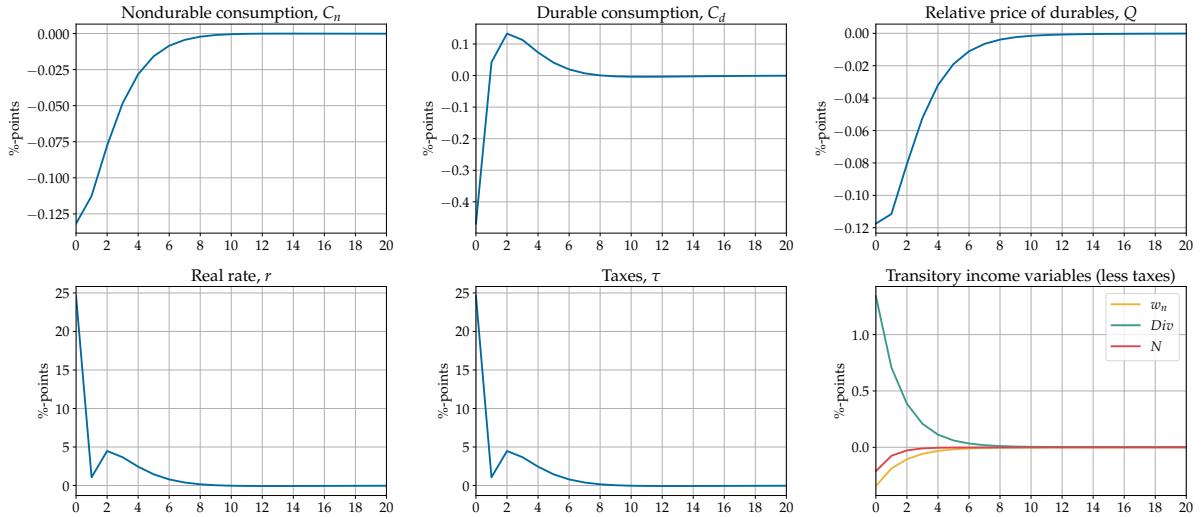 Nondurable consumption, Cₙ
%-points
0.000
−0.025
−0.050
−0.075
−0.100
−0.125
0 2 4 6 8 10 12 14 16 18 20
Durable consumption, C_d
%-points
0.1
0.0
−0.1
−0.2
−0.3
−0.4
0 2 4 6 8 10 12 14 16 18 20
Relative price of durables, Q
%-points
0.00
−0.02
−0.04
−0.06
−0.08
−0.10
−0.12
0 2 4 6 8 10 12 14 16 18 20
Real rate, r
%-points
25
20
15
10
5
0
0 2 4 6 8 10 12 14 16 18 20
Taxes, τ
%-points
25
20
15
10
5
0
0 2 4 6 8 10 12 14 16 18 20
Transitory income variables (less taxes)
%-points
1.0
0.5
0.0
wₙ
Div
N
0 2 4 6 8 10 12 14 16 18 20